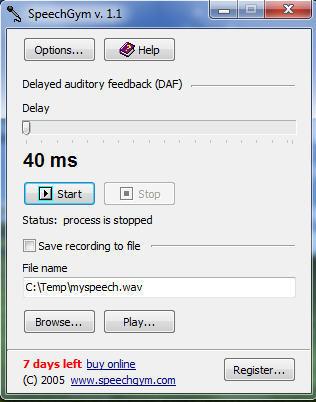 SpeechGym v. 1.1
Options... Help
Delayed auditory feedback (DAF)
Delay
40 ms
Start Stop
Status: process is stopped
Save recording to file
File name
C:\Temp\myspeech.wav
Browse... Play...
7 days left buy online
Register...
(C) 2005 www.speechgym.com